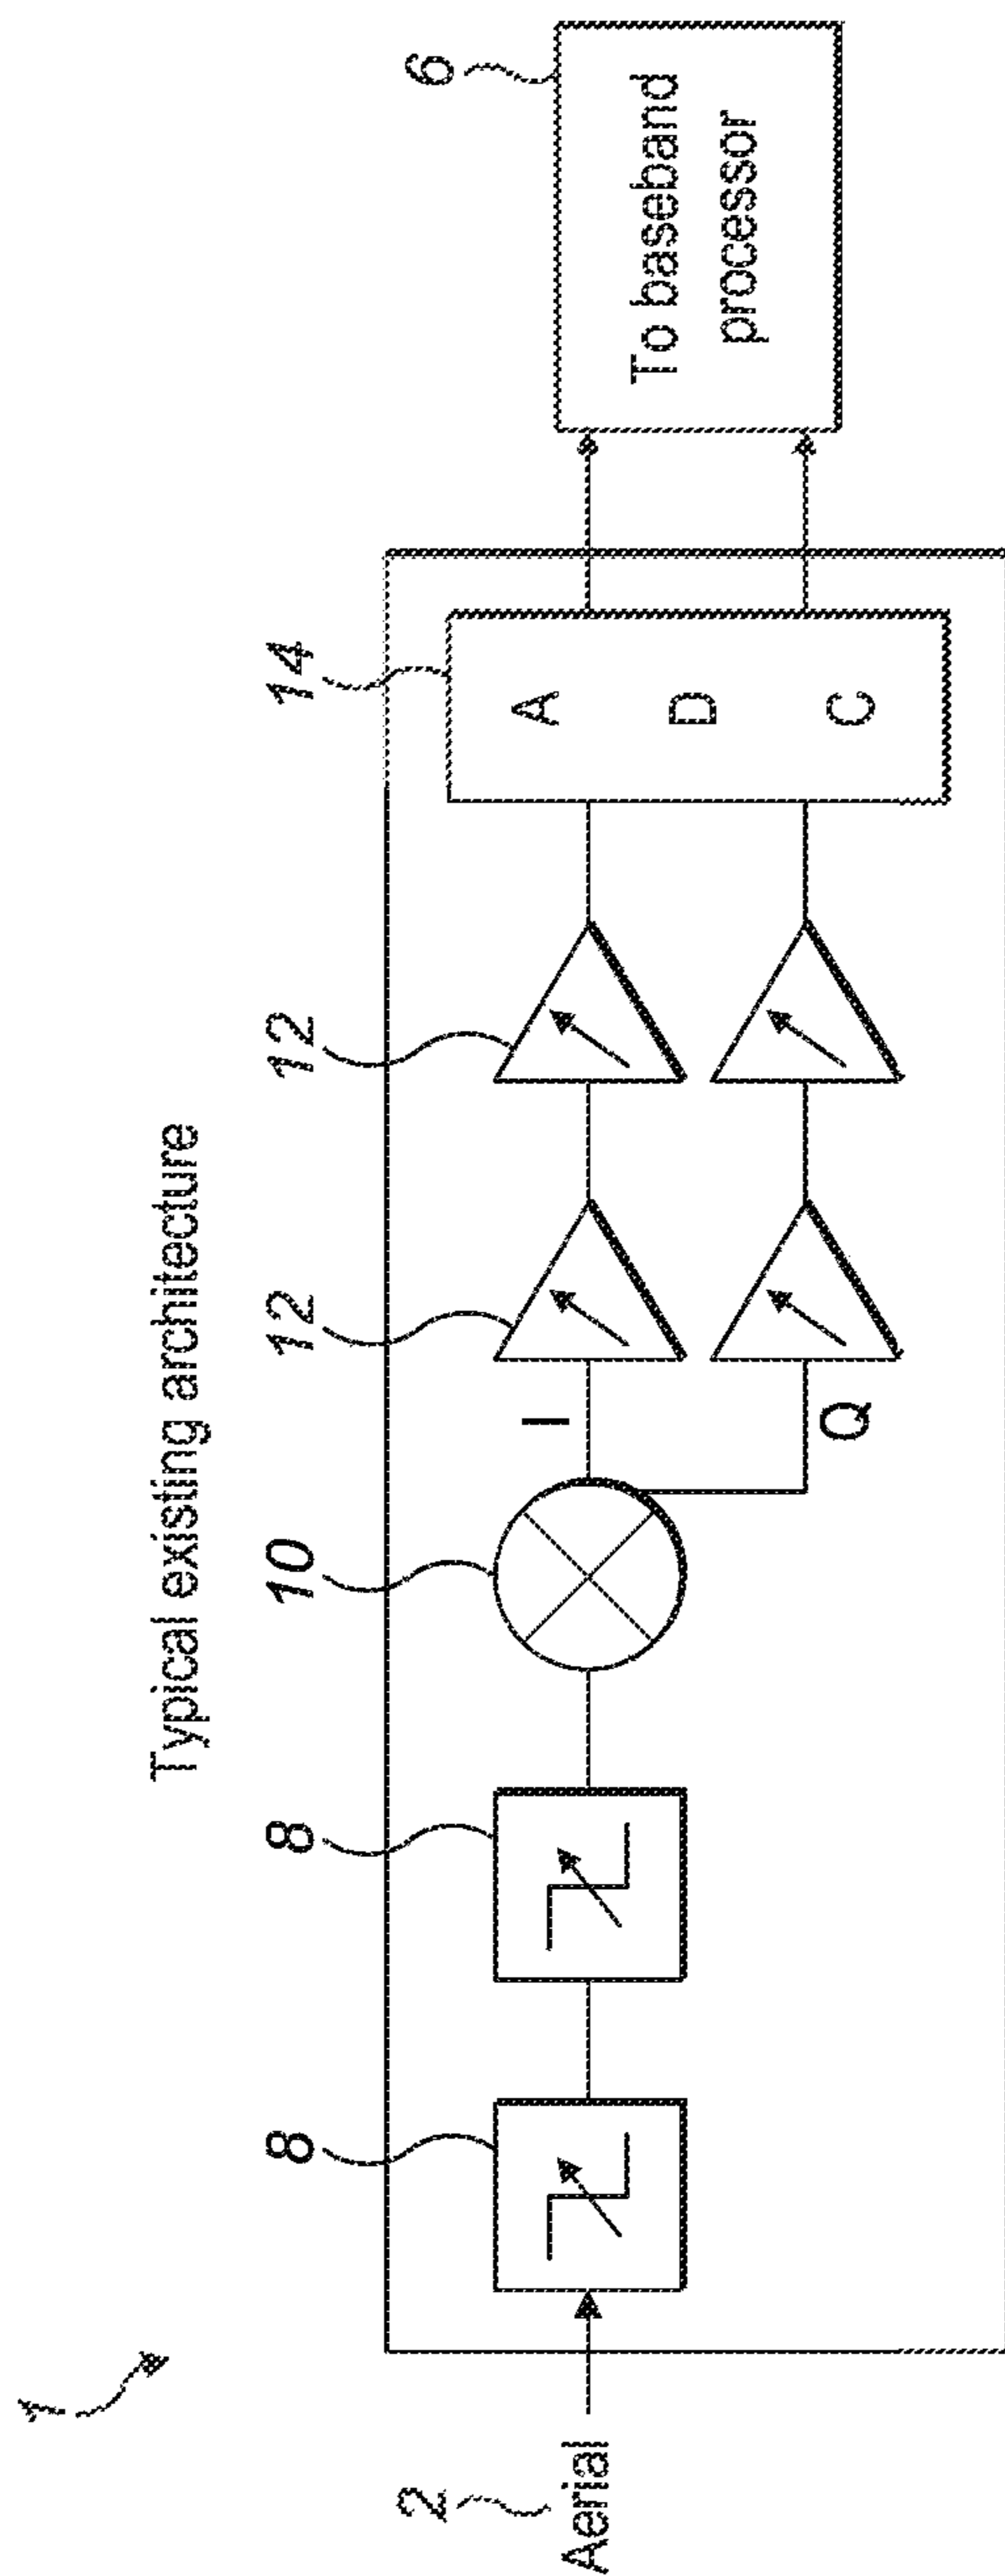 Typical existing architecture
1
2
Aerial
8
8
10
I
Q
12
12
14
A
D
C
6
To baseband
processor